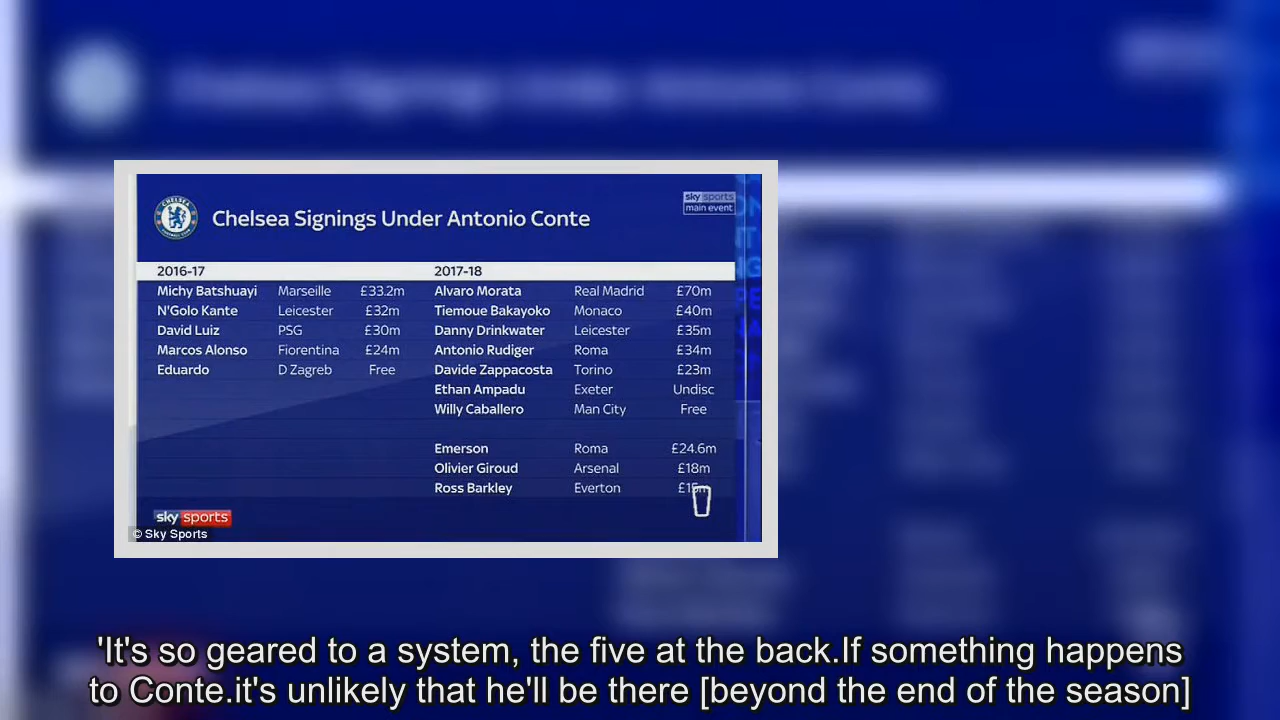 Chelsea Signings Under Antonio Conte
sky sports
main event
2016-17 2017-18
Michy Batshuayi Marseille £33.2m Alvaro Morata Real Madrid £70m
N'Golo Kante Leicester £32m Tiemoue Bakayoko Monaco £40m
David Luiz PSG £30m Danny Drinkwater Leicester £35m
Marcos Alonso Fiorentina £24m Antonio Rudiger Roma £34m
Eduardo D Zagreb Free Davide Zappacosta Torino £23m
Ethan Ampadu Exeter Undisc
Willy Caballero Man City Free
Emerson Roma £24.6m
Olivier Giroud Arsenal £18m
Ross Barkley Everton
sky sports
© Sky Sports
'It's so geared to a system, the five at the back.If something happens
to Conte.it's unlikely that he'll be there [beyond the end of the season]